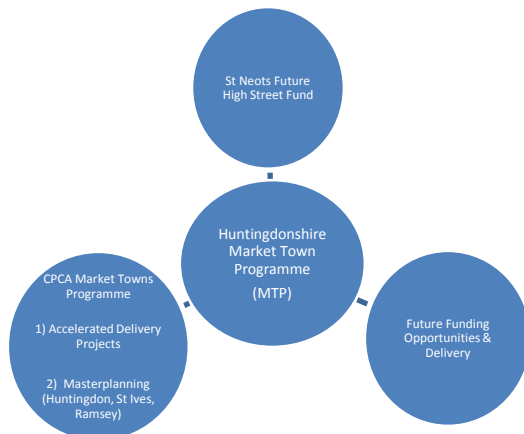 St Neots Future
High Street Fund
Huntingdonshire
Market Town
Programme
(MTP)
CPCA Market Towns
Programme
1) Accelerated Delivery
Projects
2) Masterplanning
(Huntingdon, St Ives,
Ramsey)
Future Funding
Opportunities &
Delivery